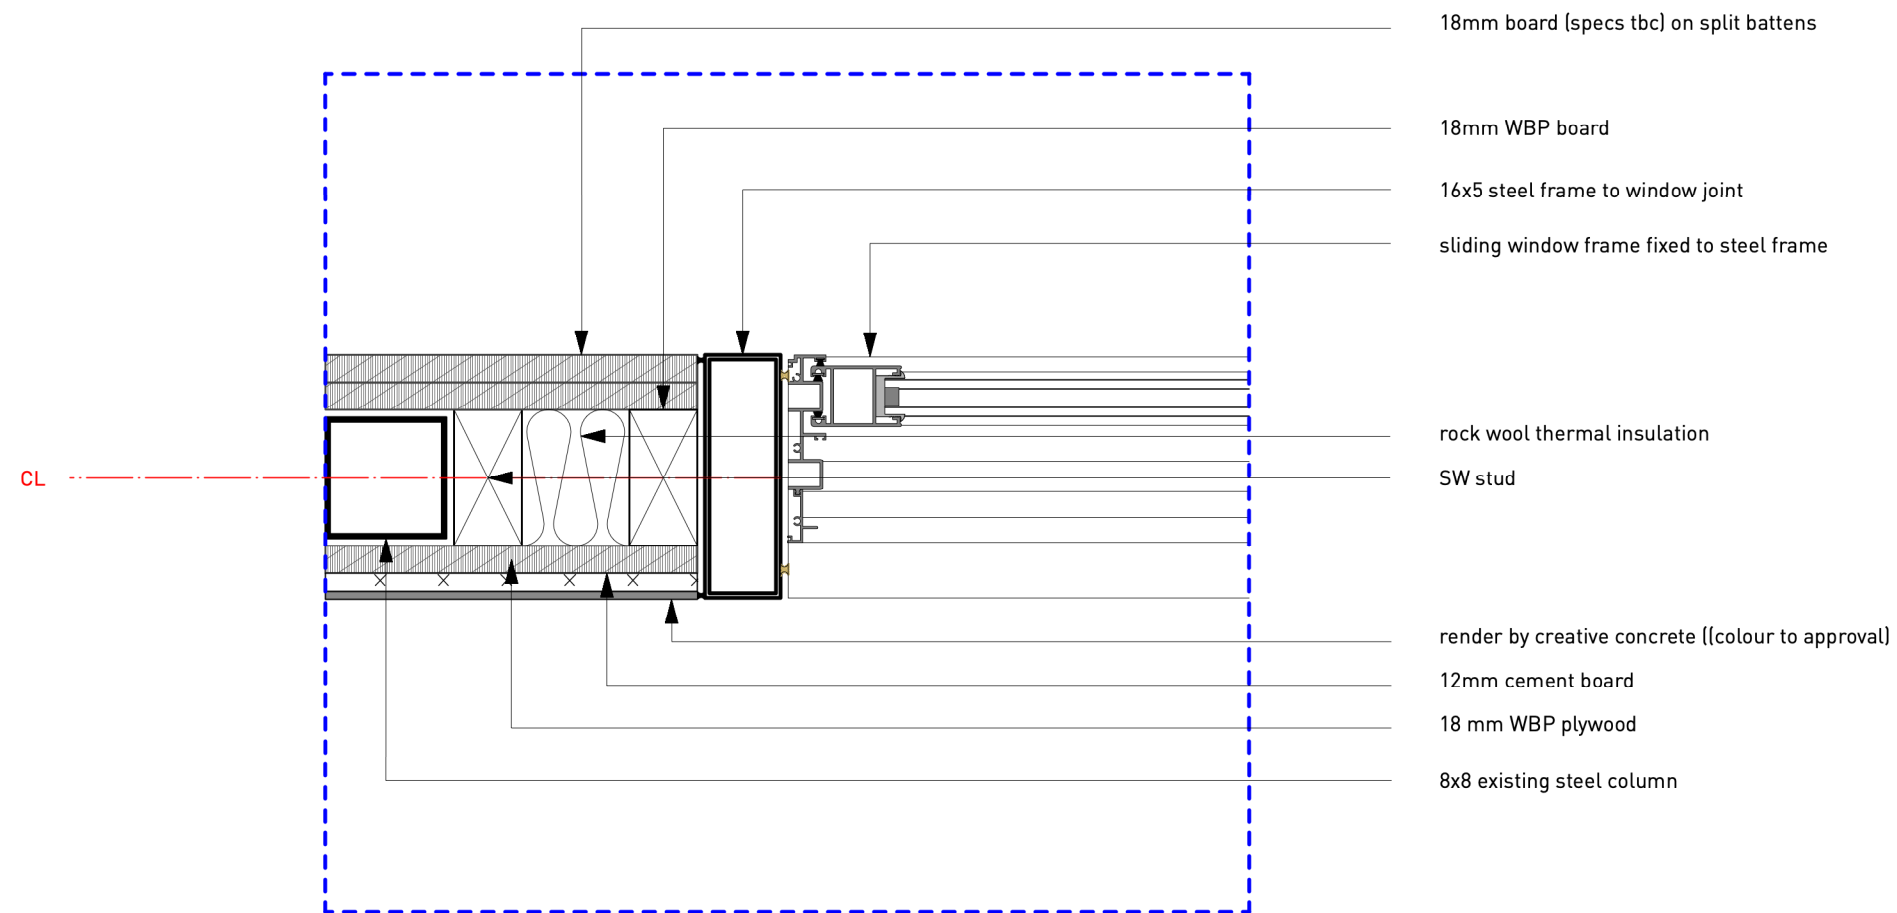 18mm board (specs tbc) on split battens
18mm WBP board
16x5 steel frame to window joint
sliding window frame fixed to steel frame
rock wool thermal insulation
CL
SW stud
render by creative concrete ((colour to approval)
12mm cement board
18 mm WBP plywood
8x8 existing steel column